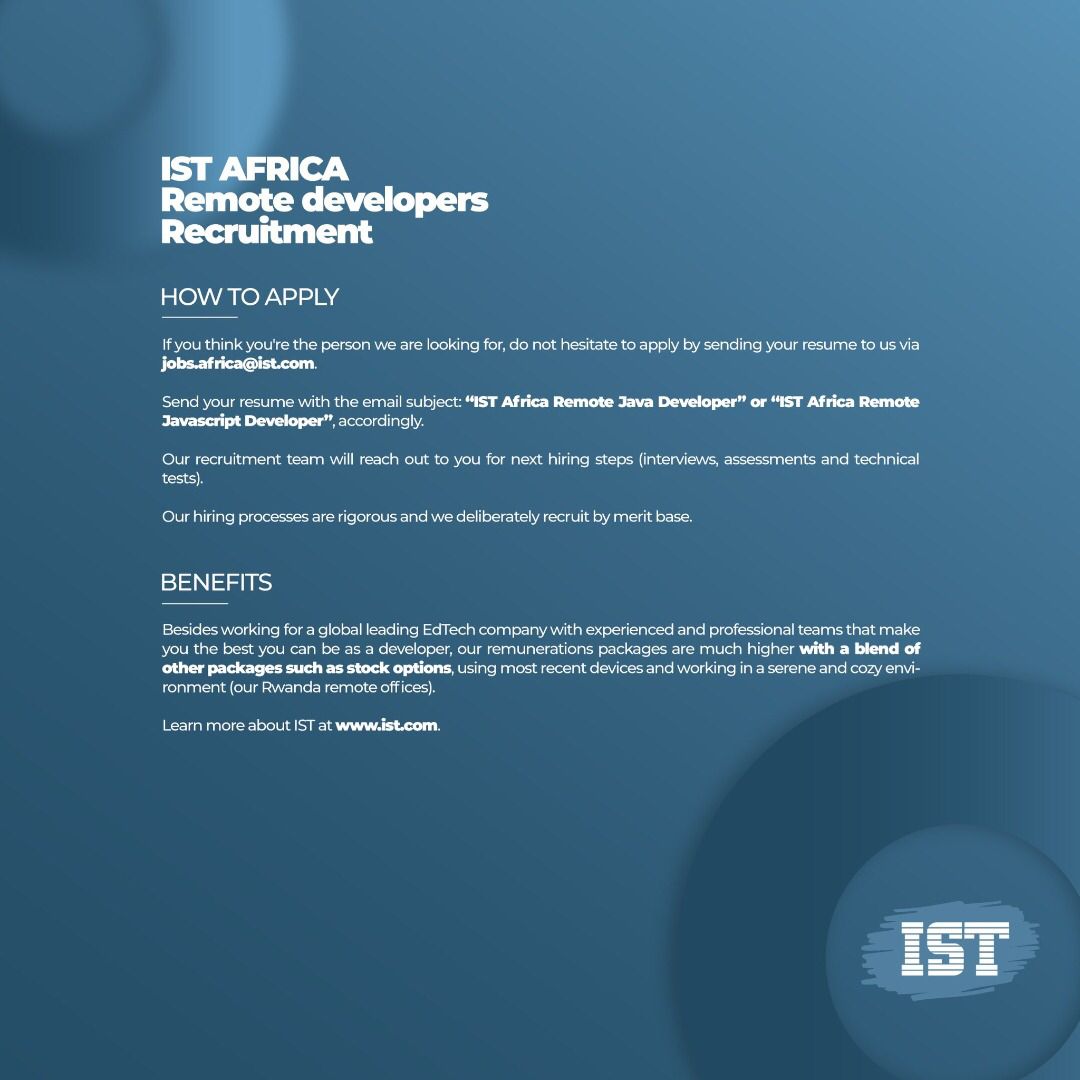 IST AFRICA
Remote developers
Recruitment
HOW TO APPLY
If you think you're the person we are looking for, do not hesitate to apply by sending your resume to us via
jobs.africa@ist.com.
Send your resume with the email subject: “IST Africa Remote Java Developer” or “IST Africa Remote
Javascript Developer”, accordingly.
Our recruitment team will reach out to you for next hiring steps (interviews, assessments and technical
tests).
Our hiring processes are rigorous and we deliberately recruit by merit base.
BENEFITS
Besides working for a global leading EdTech company with experienced and professional teams that make
you the best you can be as a developer, our remunerations packages are much higher with a blend of
other packages such as stock options, using most recent devices and working in a serene and cozy envi-
ronment (our Rwanda remote offices).
Learn more about IST at www.ist.com.
IST